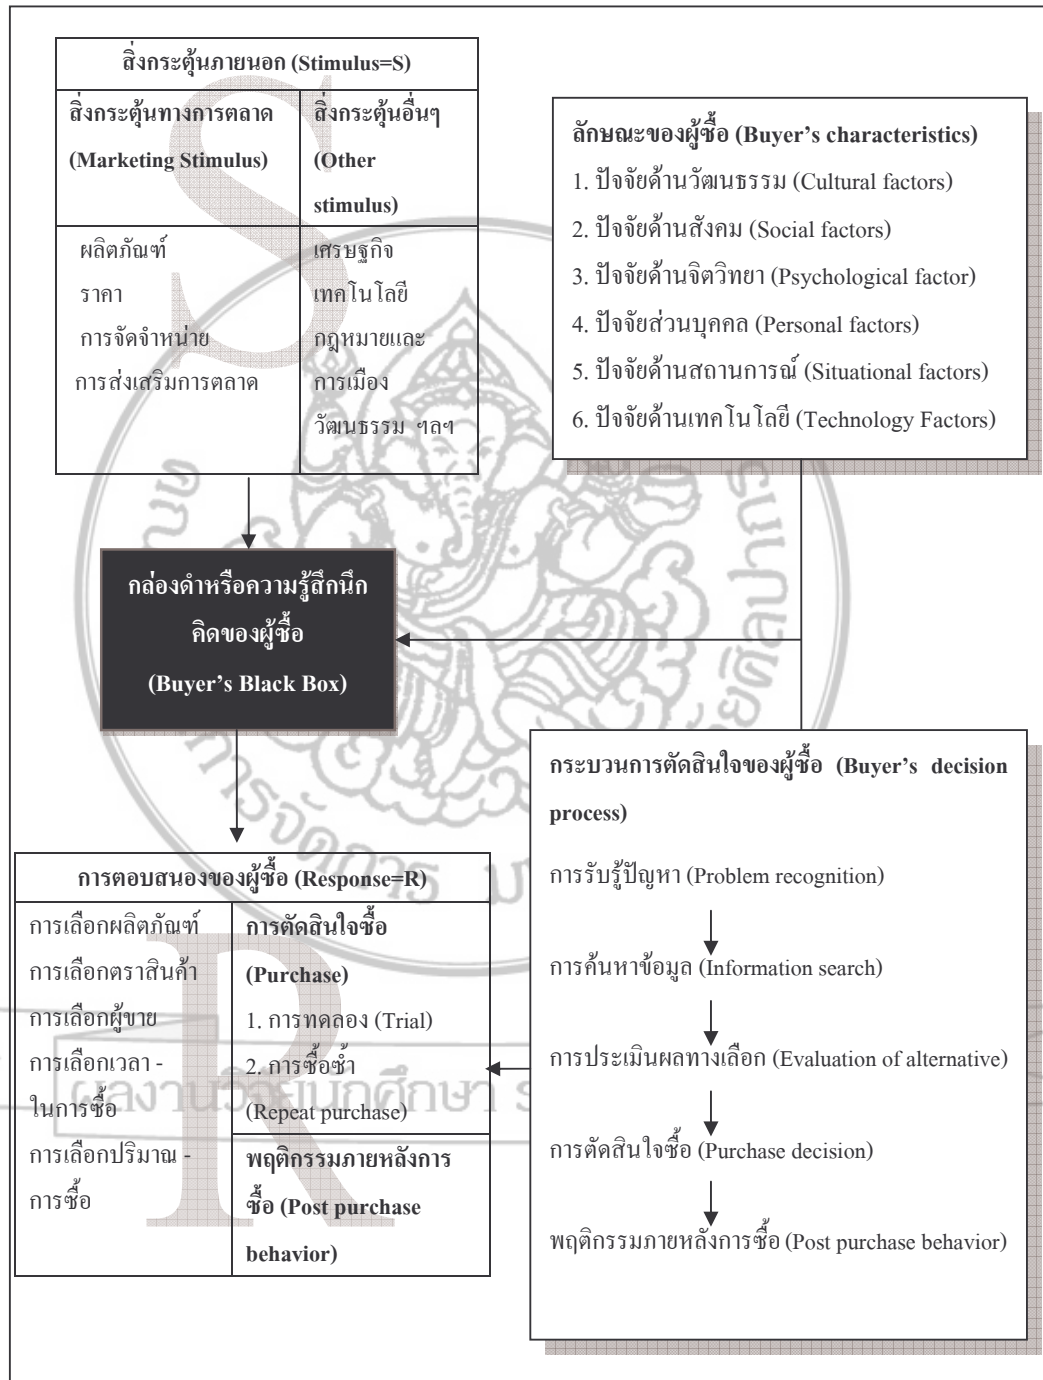 สิ่งกระตุ้นภายนอก (Stimulus=S)
สิ่งกระตุ้นทางการตลาด
(Marketing Stimulus)
สิ่งกระตุ้นอื่นๆ
(Other
stimulus)
ผลิตภัณฑ์
ราคา
การจัดจำหน่าย
การส่งเสริมการตลาด
เศรษฐกิจ
เทคโนโลยี
กฎหมายและ
การเมือง
วัฒนธรรม ฯลฯ
ลักษณะของผู้ซื้อ (Buyer’s characteristics)
1. ปัจจัยด้านวัฒนธรรม (Cultural factors)
2. ปัจจัยด้านสังคม (Social factors)
3. ปัจจัยด้านจิตวิทยา (Psychological factor)
4. ปัจจัยส่วนบุคคล (Personal factors)
5. ปัจจัยด้านสถานการณ์ (Situational factors)
6. ปัจจัยด้านเทคโนโลยี (Technology Factors)
กล่องดำหรือความรู้สึกนึก
คิดของผู้ซื้อ
(Buyer’s Black Box)
กระบวนการตัดสินใจของผู้ซื้อ (Buyer’s decision
process)
การรับรู้ปัญหา (Problem recognition)
การค้นหาข้อมูล (Information search)
การประเมินผลทางเลือก (Evaluation of alternative)
การตัดสินใจซื้อ (Purchase decision)
พฤติกรรมภายหลังการซื้อ (Post purchase behavior)
การตอบสนองของผู้ซื้อ (Response=R)
การเลือกผลิตภัณฑ์
การเลือกตราสินค้า
การเลือกผู้ขาย
การเลือกเวลา -
ในการซื้อ
การเลือกปริมาณ -
การซื้อ
การตัดสินใจซื้อ
(Purchase)
1. การทดลอง (Trial)
2. การซื้อซ้ำ
(Repeat purchase)
พฤติกรรมภายหลังการ
ซื้อ (Post purchase
behavior)
S
R